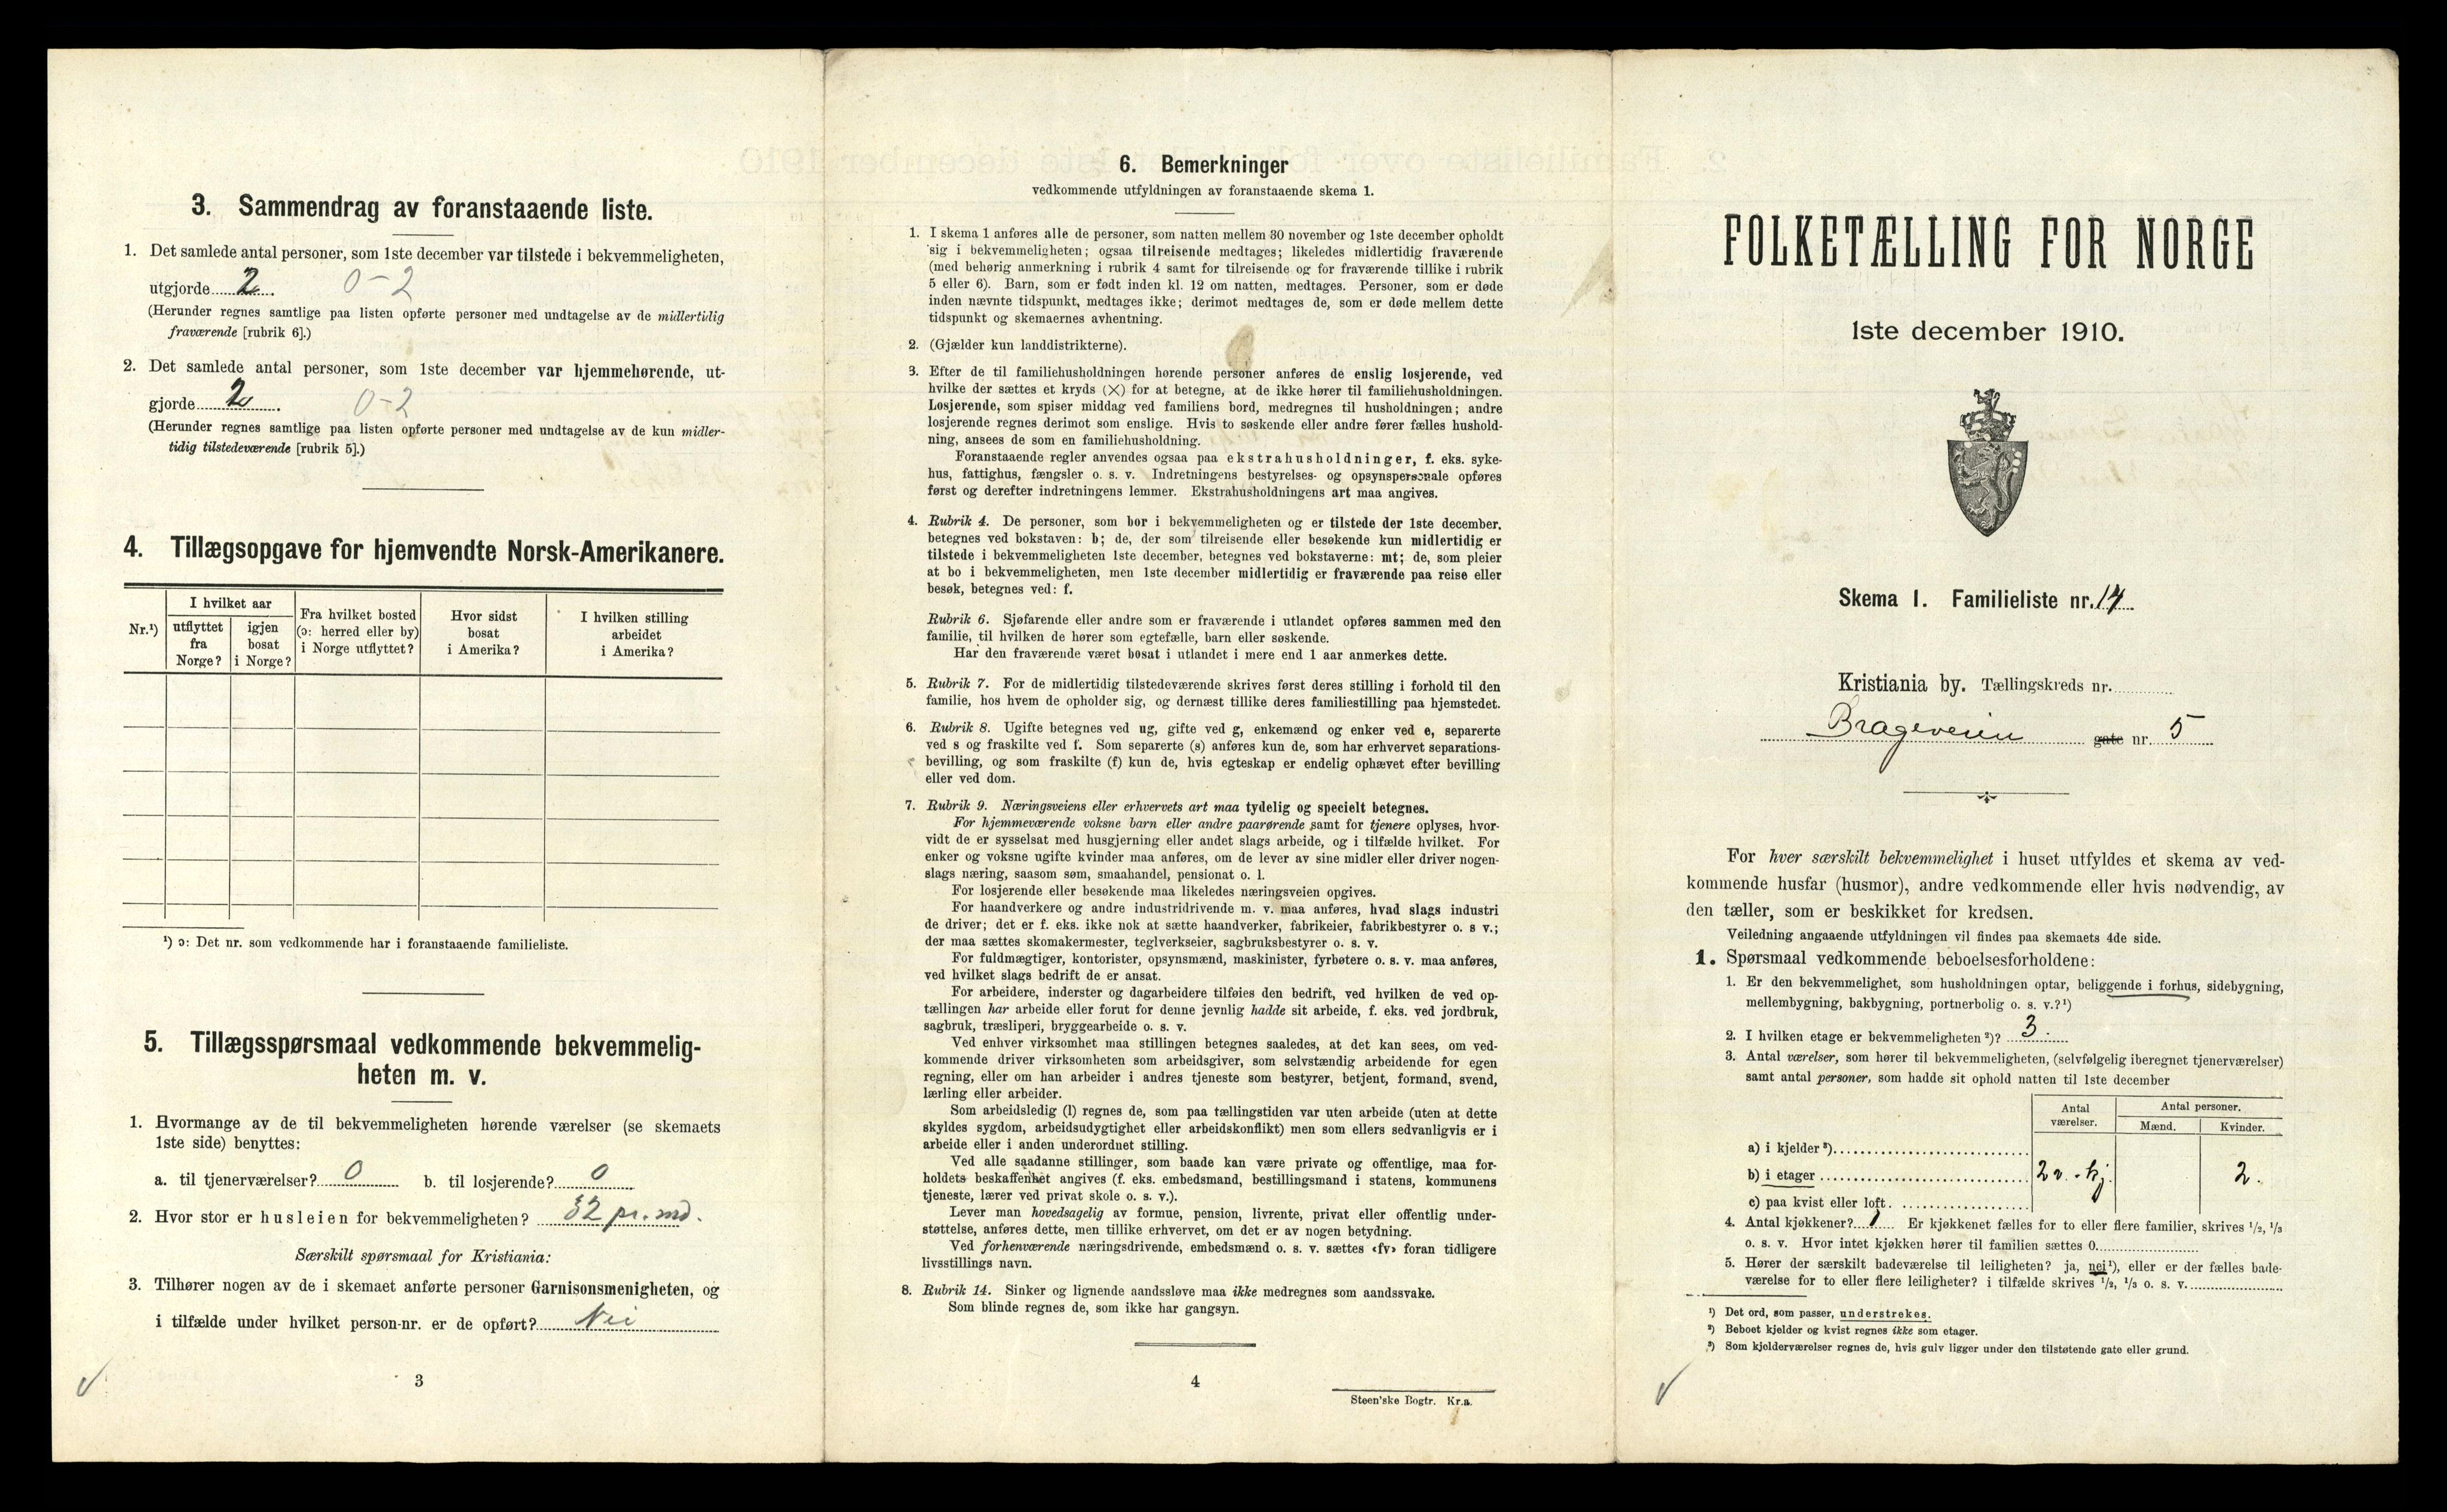 3. Sammendrag av foranstaaende liste.
1. Det samlede antal personer, som 1ste december var tilstede i bekvemmeligheten,
utgjorde 2. 0-2
(Herunder regnes samtlige paa listen opførte personer med undtagelse av de midlertidig
fraværende [rubrik 6].)
2. Det samlede antal personer, som 1ste december var hjemmehørende, ut-
gjorde 2. 0-2
(Herunder regnes samtlige paa listen opførte personer med undtagelse av de kun midler-
tidig tilstedeværende [rubrik 5].)
4. Tillægsopgave for hjemvendte Norsk-Amerikanere.
Nr.¹)
I hvilket aar
utflyttet
fra
Norge?
igjen
bosat
i Norge?
Fra hvilket bosted
(ɔ: herred eller by)
i Norge utflyttet?
Hvor sidst
bosat
i Amerika?
I hvilken stilling
arbeidet
i Amerika?
¹) ɔ: Det nr. som vedkommende har i foranstaaende familieliste.
5. Tillægsspørsmaal vedkommende bekvemmelig-
heten m. v.
1. Hvormange av de til bekvemmeligheten hørende værelser (se skemaets
1ste side) benyttes:
a. til tjenerværelser? 0 b. til losjerende? 0
2. Hvor stor er husleien for bekvemmeligheten? 32 pr. md.
Særskilt spørsmaal for Kristiania:
3. Tilhører nogen av de i skemaet anførte personer Garnisonsmenigheten, og
i tilfælde under hvilket person-nr. er de opført? Nei
3
6. Bemerkninger
vedkommende utfyldningen av foranstaaende skema 1.
1. I skema 1 anføres alle de personer, som natten mellem 30 november og 1ste december opholdt
sig i bekvemmeligheten; ogsaa tilreisende medtages; likeledes midlertidig fraværende
(med behørig anmerkning i rubrik 4 samt for tilreisende og for fraværende tillike i rubrik
5 eller 6). Barn, som er født inden kl. 12 om natten, medtages. Personer, som er døde
inden nævnte tidspunkt, medtages ikke; derimot medtages de, som er døde mellem dette
tidspunkt og skemaernes avhentning.
2. (Gjælder kun landdistrikterne).
3. Efter de til familiehusholdningen hørende personer anføres de enslig losjerende, ved
hvilke der sættes et kryds (×) for at betegne, at de ikke hører til familiehusholdningen.
Losjerende, som spiser middag ved familiens bord, medregnes til husholdningen; andre
losjerende regnes derimot som enslige. Hvis to søskende eller andre fører fælles hushold-
ning, ansees de som en familiehusholdning.
Foranstaaende regler anvendes ogsaa paa ekstrahusholdninger, f. eks. syke-
hus, fattighus, fængsler o. s. v. Indretningens bestyrelses- og opsynspersonale opføres
først og derefter indretningens lemmer. Ekstrahusholdningens art maa angives.
4. Rubrik 4. De personer, som bor i bekvemmeligheten og er tilstede der 1ste december,
betegnes ved bokstaven: b; de, der som tilreisende eller besøkende kun midlertidig er
tilstede i bekvemmeligheten 1ste december, betegnes ved bokstaverne: mt; de, som pleier
at bo i bekvemmeligheten, men 1ste december midlertidig er fraværende paa reise eller
besøk, betegnes ved: f.
Rubrik 6. Sjøfarende eller andre som er fraværende i utlandet opføres sammen med den
familie, til hvilken de hører som egtefælle, barn eller søskende.
Har den fraværende været bosat i utlandet i mere end 1 aar anmerkes dette.
5. Rubrik 7. For de midlertidig tilstedeværende skrives først deres stilling i forhold til den
familie, hos hvem de opholder sig, og dernæst tillike deres familiestilling paa hjemstedet.
6. Rubrik 8. Ugifte betegnes ved ug, gifte ved g, enkemænd og enker ved e, separerte
ved s og fraskilte ved f. Som separerte (s) anføres kun de, som har erhvervet separations-
bevilling, og som fraskilte (f) kun de, hvis egteskap er endelig ophævet efter bevilling
eller ved dom.
7. Rubrik 9. Næringsveiens eller erhvervets art maa tydelig og specielt betegnes.
For hjemmeværende voksne barn eller andre paarørende samt for tjenere oplyses, hvor-
vidt de er sysselsat med husgjerning eller andet slags arbeide, og i tilfælde hvilket. For
enker og voksne ugifte kvinder maa anføres, om de lever av sine midler eller driver nogen-
slags næring, saasom søm, smaahandel, pensionat o. l.
For losjerende eller besøkende maa likeledes næringsveien opgives.
For haandverkere og andre industridrivende m. v. maa anføres, hvad slags industri
de driver; det er f. eks. ikke nok at sætte haandverker, fabrikeier, fabrikbestyrer o. s v.;
der maa sættes skomakermester, teglverkseier, sagbruksbestyrer o. s. v.
For fuldmægtiger, kontorister, opsynsmænd, maskinister, fyrbøtere o. s. v. maa anføres,
ved hvilket slags bedrift de er ansat.
For arbeidere, inderster og dagarbeidere tilføies den bedrift, ved hvilken de ved op-
tællingen har arbeide eller forut for denne jevnlig hadde sit arbeide, f. eks. ved jordbruk,
sagbruk, træsliperi, bryggearbeide o. s. v.
Ved enhver virksomhet maa stillingen betegnes saaledes, at det kan sees, om ved-
kommende driver virksomheten som arbeidsgiver, som selvstændig arbeidende for egen
regning, eller om han arbeider i andres tjeneste som bestyrer, betjent, formand, svend,
lærling eller arbeider.
Som arbeidsledig (l) regnes de, som paa tællingstiden var uten arbeide (uten at dette
skyldes sygdom, arbeidsudygtighet eller arbeidskonflikt) men som ellers sedvanligvis er i
arbeide eller i anden underordnet stilling.
Ved alle saadanne stillinger, som baade kan være private og offentlige, maa for-
holdets beskaffenhet angives (f. eks. embedsmand, bestillingsmand i statens, kommunens
tjeneste, lærer ved privat skole o. s. v.).
Lever man hovedsagelig av formue, pension, livrente, privat eller offentlig under-
støttelse, anføres dette, men tillike erhvervet, om det er av nogen betydning.
Ved forhenværende næringsdrivende, embedsmænd o. s. v. sættes «fv» foran tidligere
livsstillings navn.
8. Rubrik 14. Sinker og lignende aandssløve maa ikke medregnes som aandssvake.
Som blinde regnes de, som ikke har gangsyn.
4
Steen'ske Bogtr. Kr.a.
FOLKETÆLLING FOR NORGE
1ste december 1910.
Skema 1. Familieliste nr. 14
Kristiania by. Tællingskreds nr.
Brageveien gate nr. 5
For hver særskilt bekvemmelighet i huset utfyldes et skema av ved-
kommende husfar (husmor), andre vedkommende eller hvis nødvendig, av
den tæller, som er beskikket for kredsen.
Veiledning angaaende utfyldningen vil findes paa skemaets 4de side.
1. Spørsmaal vedkommende beboelsesforholdene:
1. Er den bekvemmelighet, som husholdningen optar, beliggende i forhus, sidebygning,
mellembygning, bakbygning, portnerbolig o. s. v.?¹)
2. I hvilken etage er bekvemmeligheten²)? 3.
3. Antal værelser, som hører til bekvemmeligheten, (selvfølgelig iberegnet tjenerværelser)
samt antal personer, som hadde sit ophold natten til 1ste december
Antal
værelser.
Antal personer.
Mænd. Kvinder.
a) i kjelder³)
b) i etager 2 v. - kj. 2.
c) paa kvist eller loft
4. Antal kjøkkener? 1 Er kjøkkenet fælles for to eller flere familier, skrives 1/2, 1/3
o. s. v. Hvor intet kjøkken hører til familien sættes 0.
5. Hører der særskilt badeværelse til leiligheten? ja, nei¹), eller er der fælles bade-
værelse for to eller flere leiligheter? i tilfælde skrives 1/2, 1/3 o. s. v.
¹) Det ord, som passer, understrekes.
²) Beboet kjelder og kvist regnes ikke som etager.
³) Som kjelderværelser regnes de, hvis gulv ligger under den tilstøtende gate eller grund.